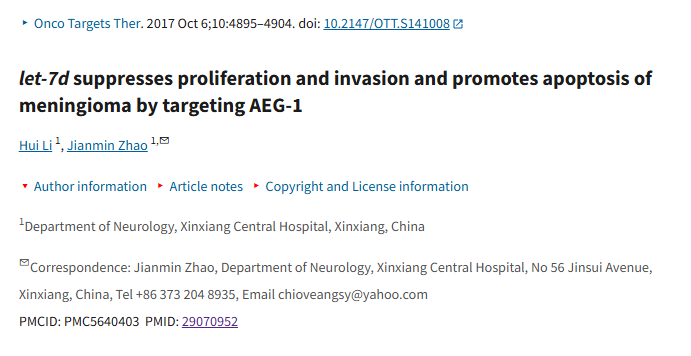 Onco Targets Ther. 2017 Oct 6;10:4895–4904. doi: 10.2147/OTT.S141008
let-7d suppresses proliferation and invasion and promotes apoptosis of
meningioma by targeting AEG-1
Hui Li 1, Jianmin Zhao 1,✉
Author information Article notes Copyright and License information
1Department of Neurology, Xinxiang Central Hospital, Xinxiang, China
✉Correspondence: Jianmin Zhao, Department of Neurology, Xinxiang Central Hospital, No 56 Jinsui Avenue,
Xinxiang, China, Tel +86 373 204 8935, Email chioveangsy@yahoo.com
PMCID: PMC5640403 PMID: 29070952